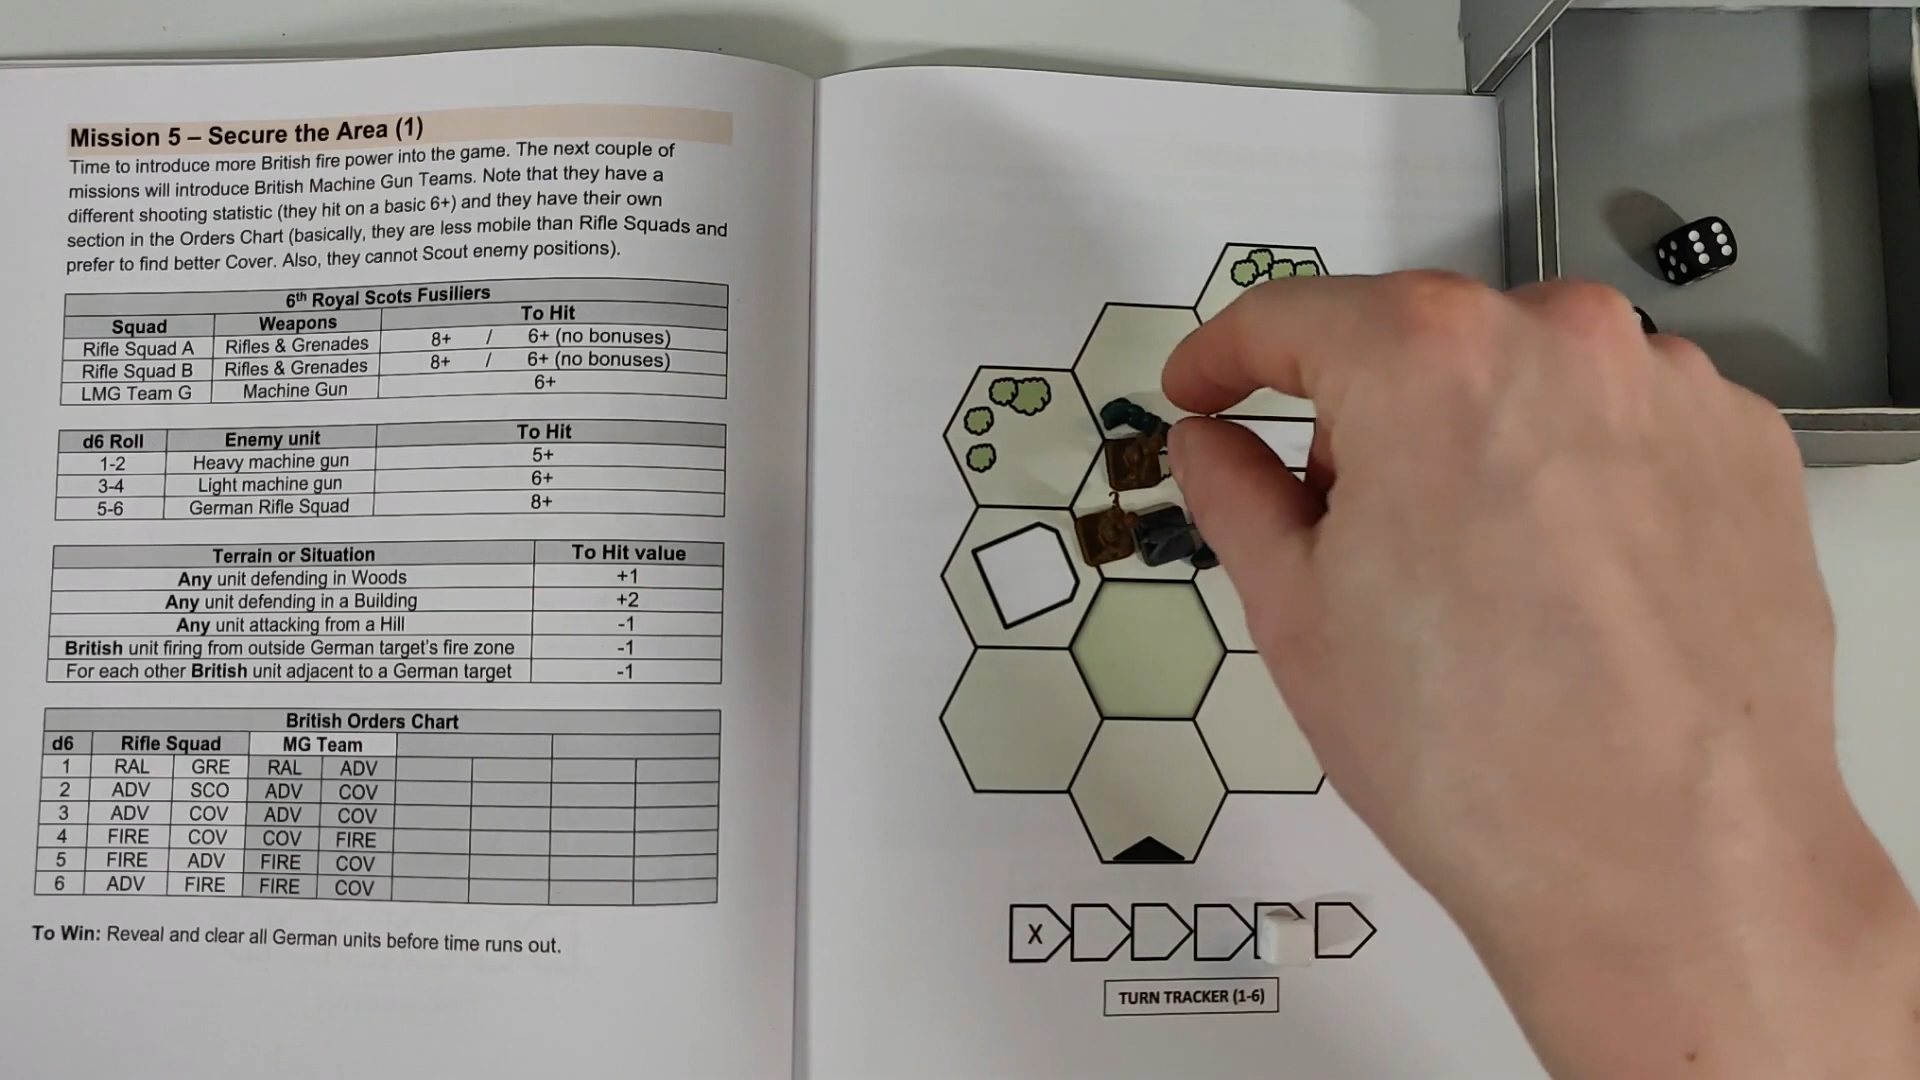 Mission 5 – Secure the Area (1)
Time to introduce more British fire power into the game. The next couple of
missions will introduce British Machine Gun Teams. Note that they have a
different shooting statistic (they hit on a basic 6+) and they have their own
section in the Orders Chart (basically, they are less mobile than Rifle Squads and
prefer to find better Cover. Also, they cannot Scout enemy positions).
6th Royal Scots Fusiliers
Squad Weapons To Hit
Rifle Squad A Rifles & Grenades 8+ / 6+ (no bonuses)
Rifle Squad B Rifles & Grenades 8+ / 6+ (no bonuses)
LMG Team G Machine Gun 6+
d6 Roll Enemy unit To Hit
1-2 Heavy machine gun 5+
3-4 Light machine gun 6+
5-6 German Rifle Squad 8+
Terrain or Situation To Hit value
Any unit defending in Woods +1
Any unit defending in a Building +2
Any unit attacking from a Hill -1
British unit firing from outside German target's fire zone -1
For each other British unit adjacent to a German target -1
British Orders Chart
d6 Rifle Squad MG Team
1 RAL GRE RAL ADV
2 ADV SCO ADV COV
3 ADV COV ADV COV
4 FIRE COV COV FIRE
5 FIRE ADV FIRE COV
6 ADV FIRE FIRE COV
To Win: Reveal and clear all German units before time runs out.
X
TURN TRACKER (1-6)